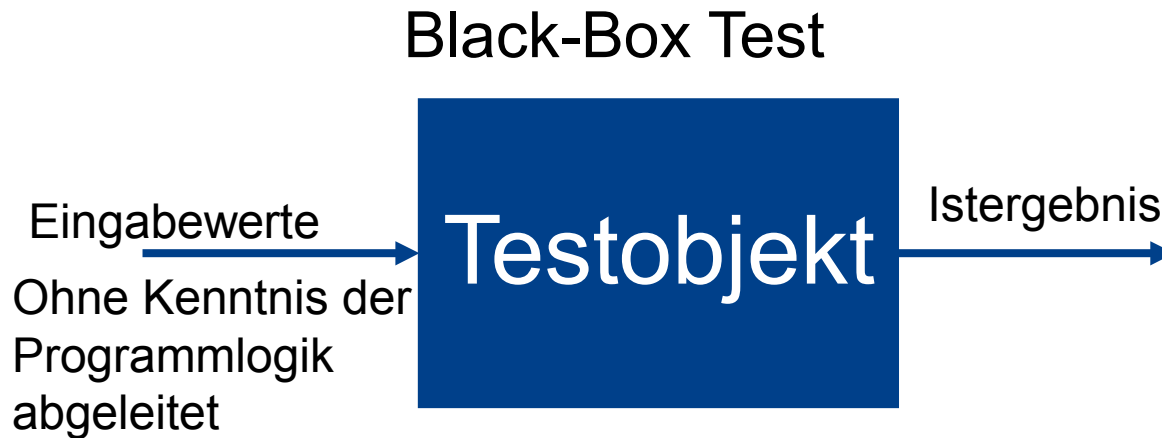 Black-Box Test
Eingabewerte
Ohne Kenntnis der
Programmlogik
abgeleitet
Testobjekt
Istergebnis